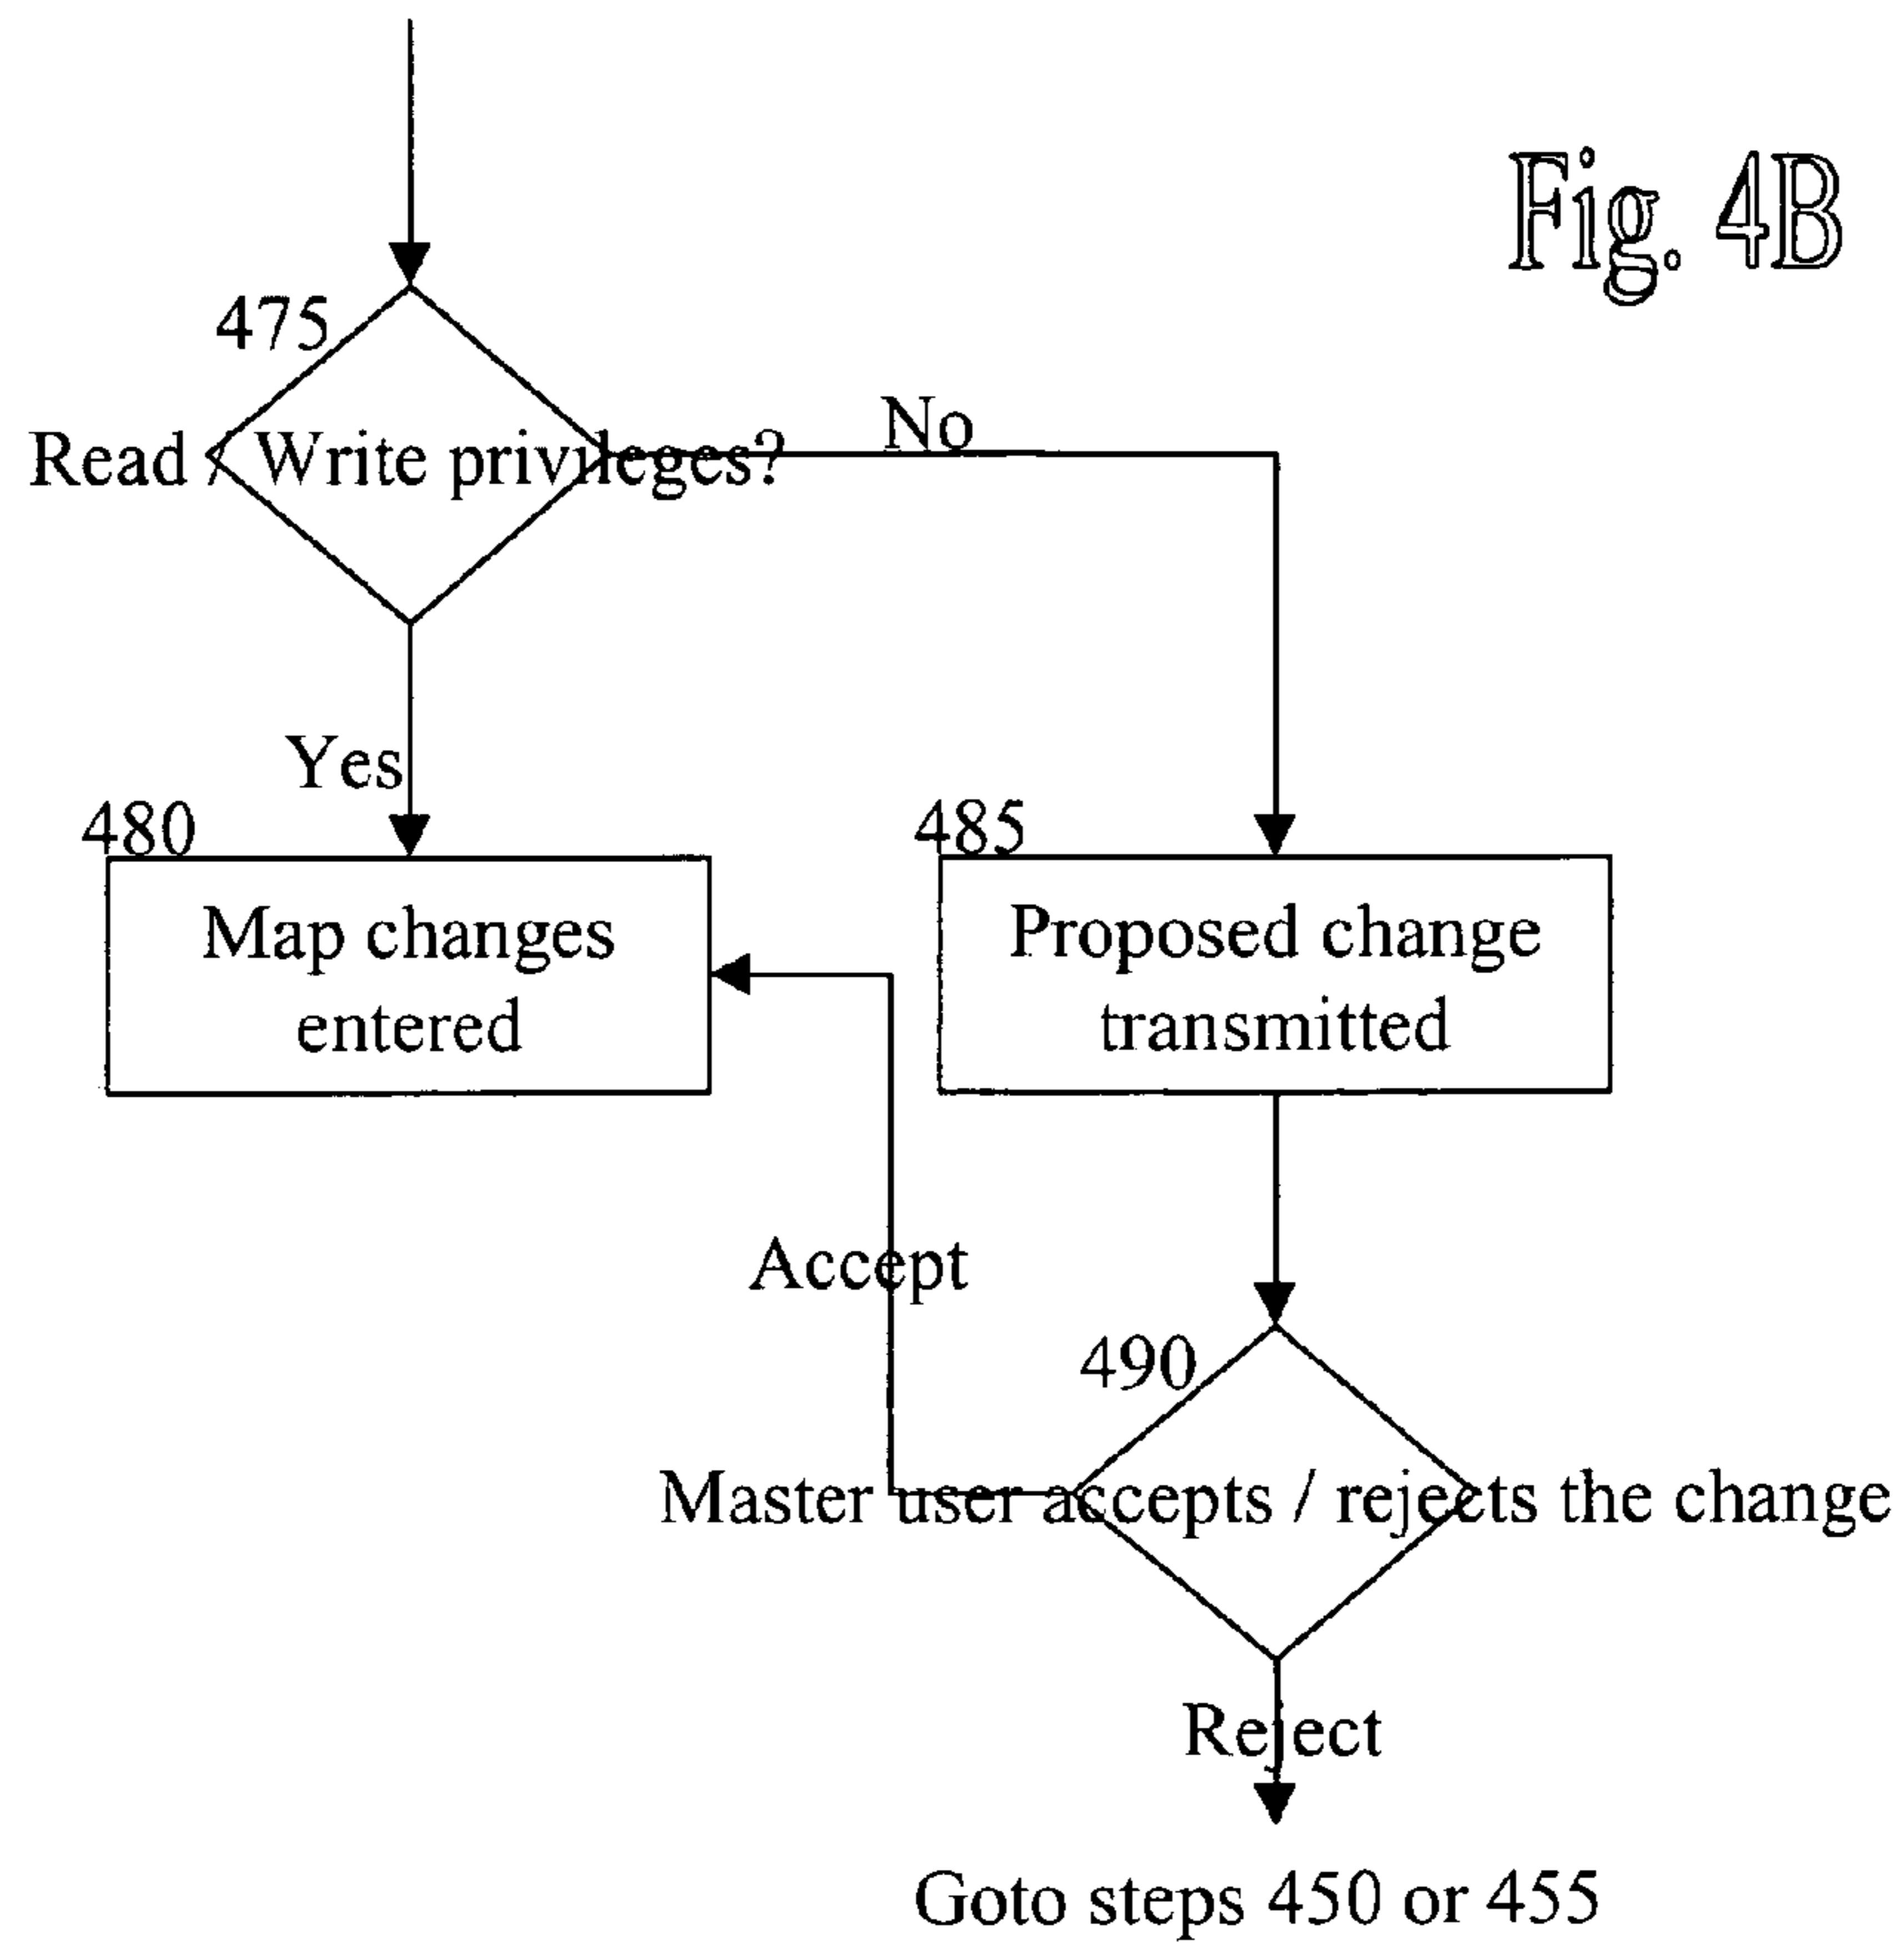 Fig. 4B
475
Read / Write privileges?
No
Yes
480
Map changes
entered
485
Proposed change
transmitted
Accept
490
Master user accepts / rejects the change
Reject
Goto steps 450 or 455